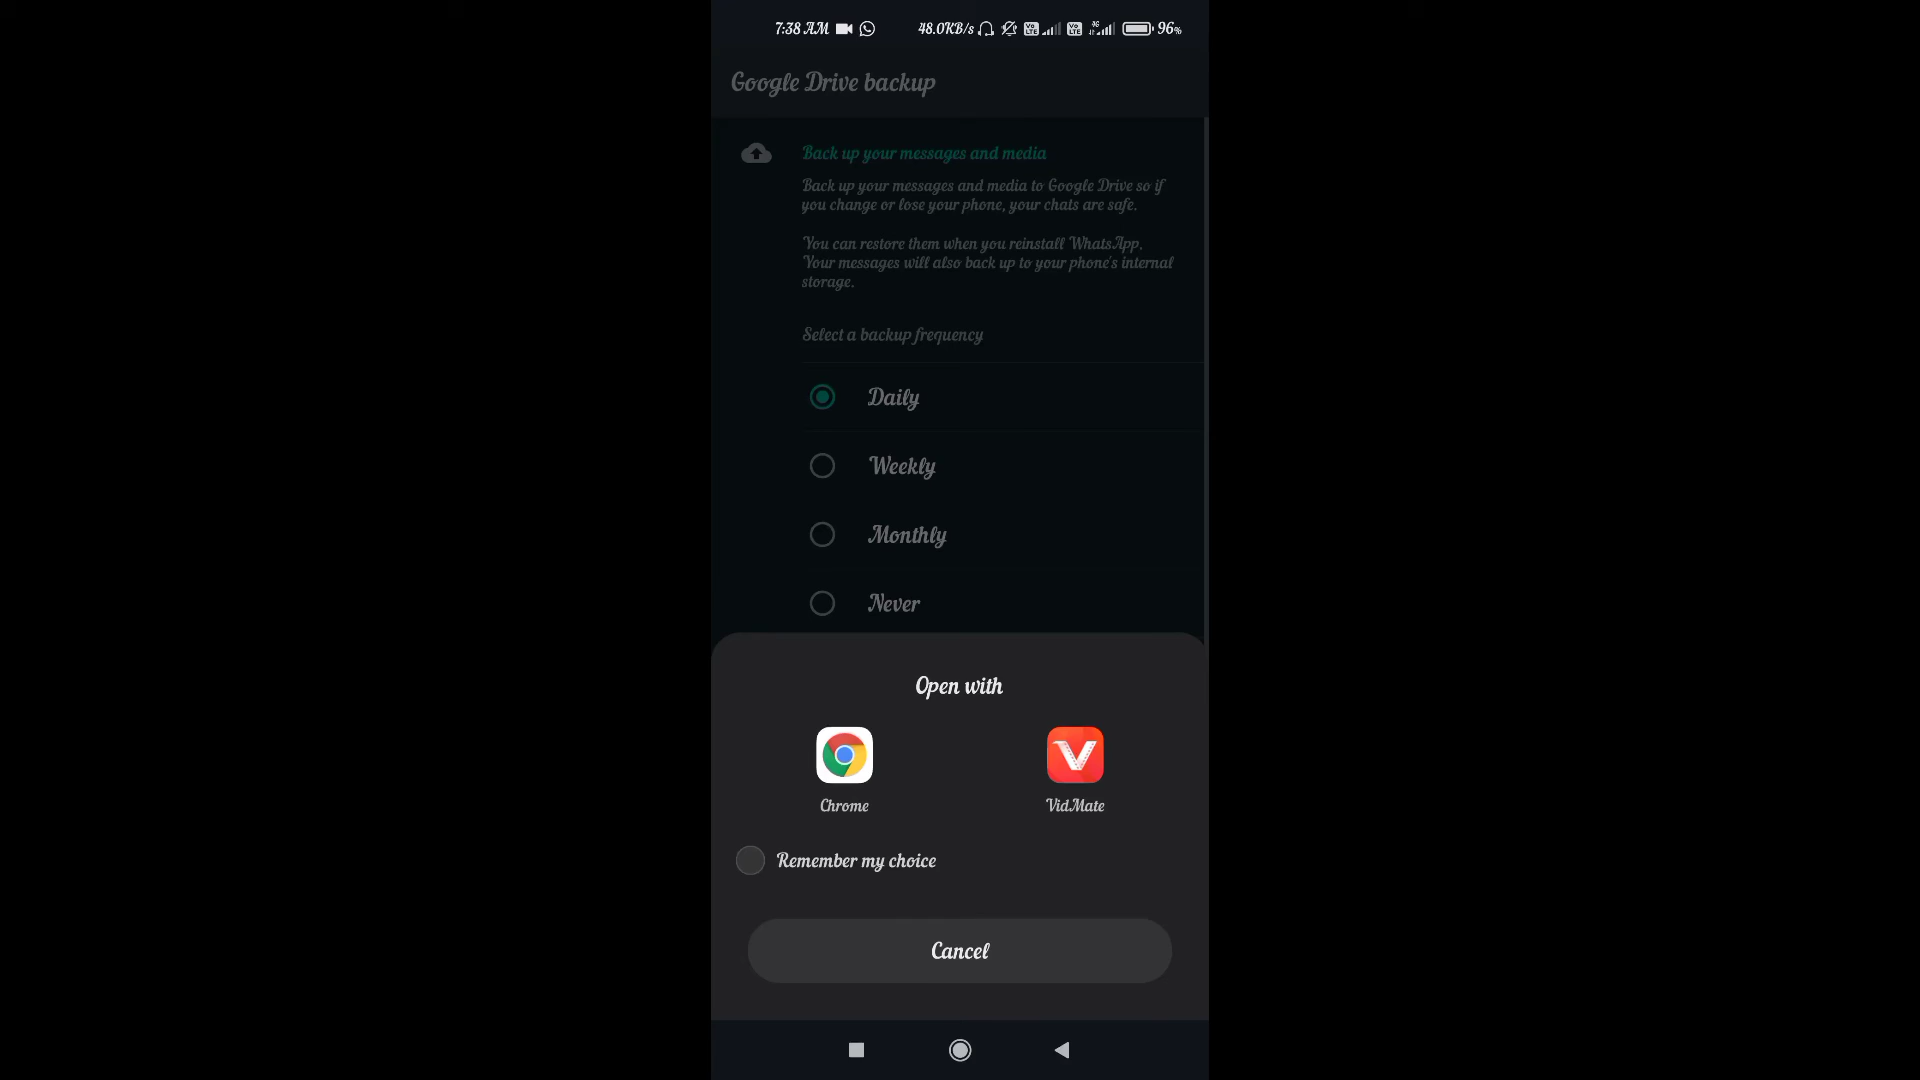 7:38 AM 48.0KB/s 96%
Google Drive backup
Back up your messages and media
Back up your messages and media to Google Drive so if
you change or lose your phone, your chats are safe.
You can restore them when you reinstall WhatsApp.
Your messages will also back up to your phone's internal
storage.
Select a backup frequency
Daily
Weekly
Monthly
Never
Open with
Chrome VidMate
Remember my choice
Cancel